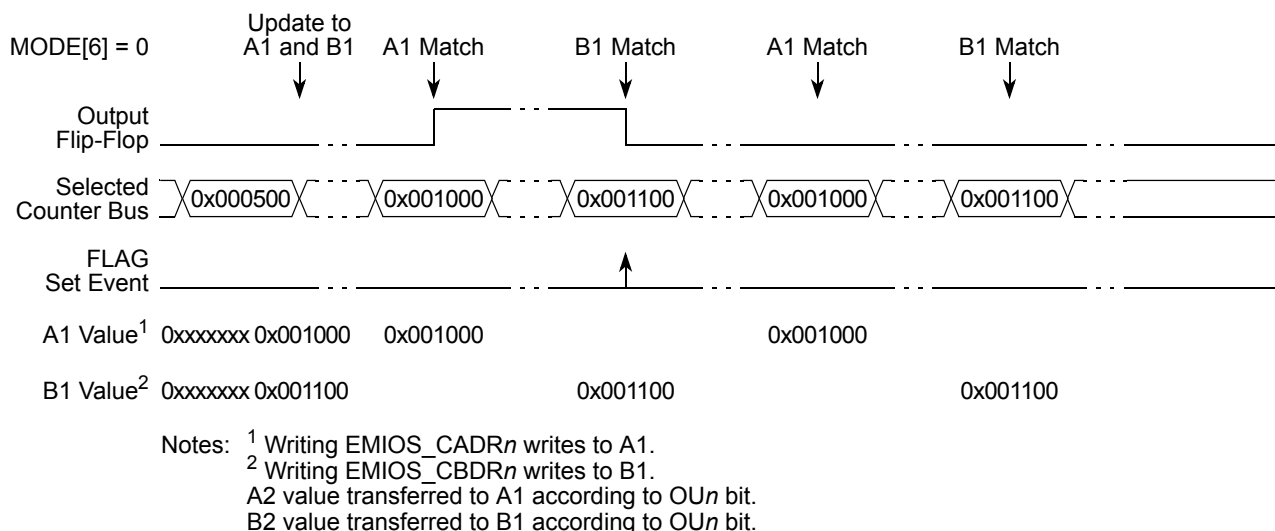 Update to
MODE[6] = 0 A1 and B1 A1 Match B1 Match A1 Match B1 Match
Output
Flip-Flop
Selected
Counter Bus 0x000500 0x001000 0x001100 0x001000 0x001100
FLAG
Set Event
A1 Value1 0xxxxxxx 0x001000 0x001000 0x001000
B1 Value2 0xxxxxxx 0x001100 0x001100 0x001100
Notes: 1 Writing EMIOS_CADRn writes to A1.
2 Writing EMIOS_CBDRn writes to B1.
A2 value transferred to A1 according to OUn bit.
B2 value transferred to B1 according to OUn bit.